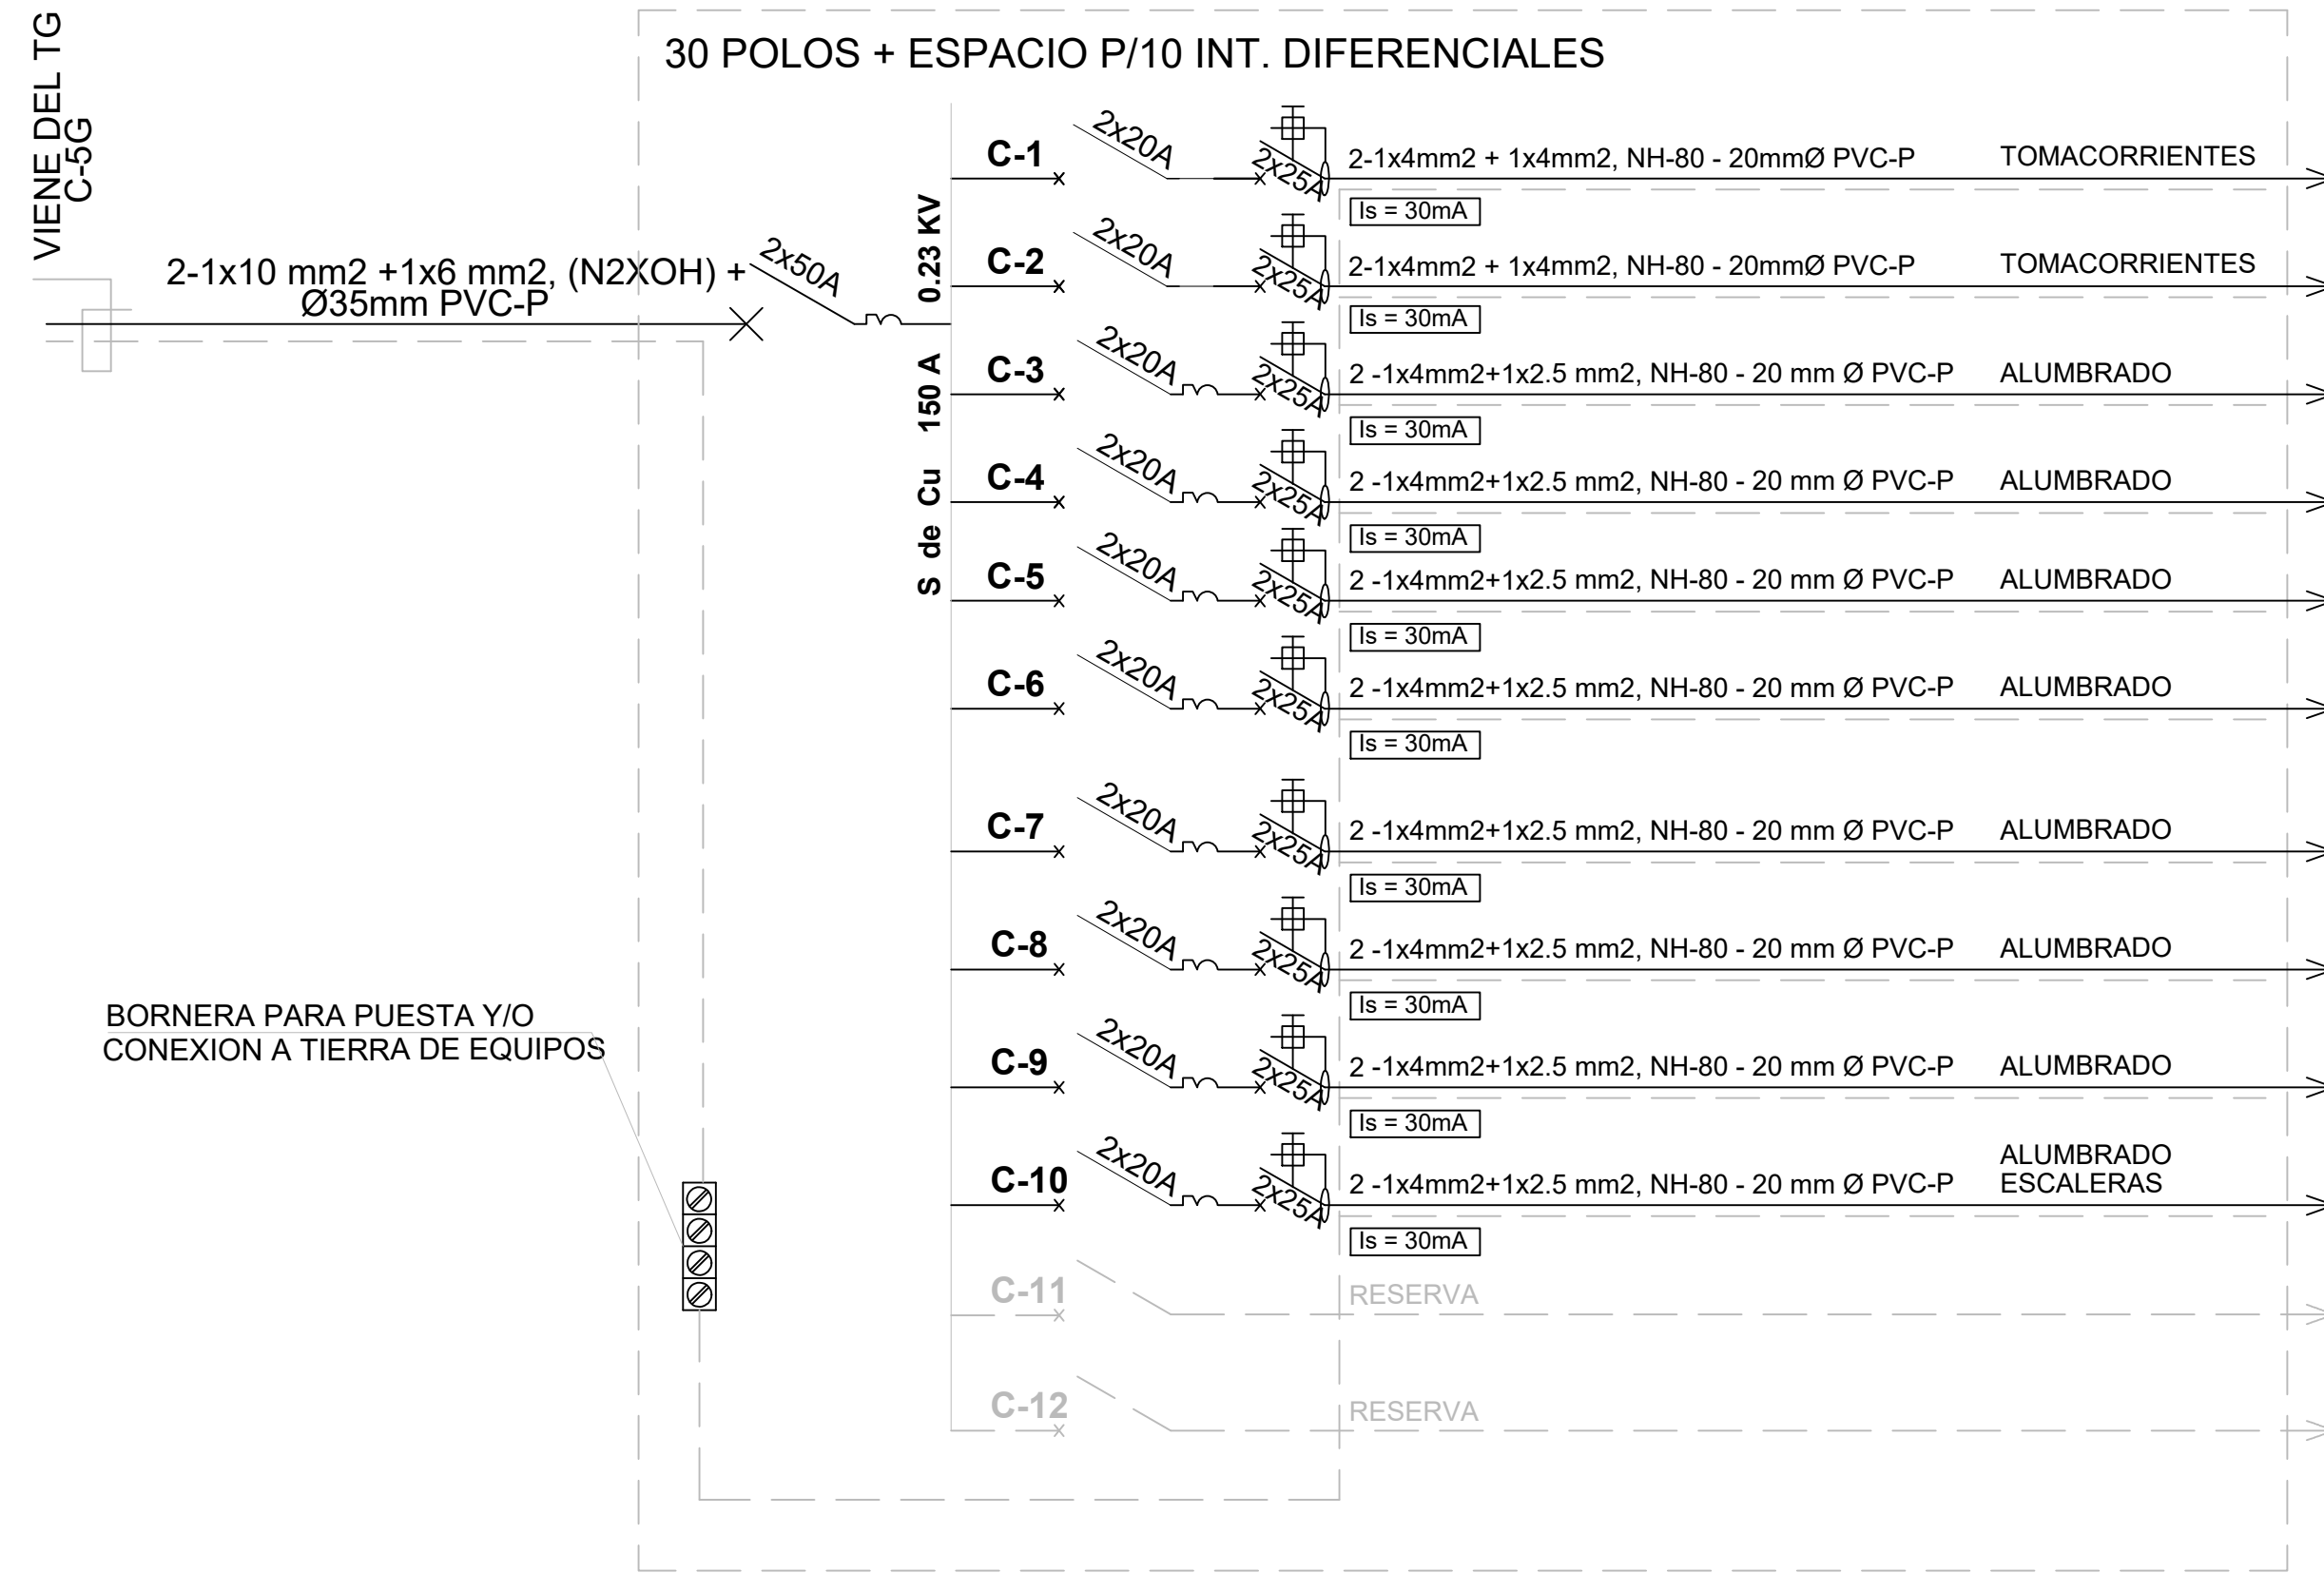 VIENE DEL TG
C-5G
30 POLOS + ESPACIO P/10 INT. DIFERENCIALES
2-1x10 mm2 +1x6 mm2, (N2XOH) +
Ø35mm PVC-P
2x50A
S de Cu 150 A 0.23 KV
C-1 2x20A 2x25A 2-1x4mm2 + 1x4mm2, NH-80 - 20mmØ PVC-P TOMACORRIENTES
Is = 30mA
C-2 2x20A 2x25A 2-1x4mm2 + 1x4mm2, NH-80 - 20mmØ PVC-P TOMACORRIENTES
Is = 30mA
C-3 2x20A 2x25A 2 -1x4mm2+1x2.5 mm2, NH-80 - 20 mm Ø PVC-P ALUMBRADO
Is = 30mA
C-4 2x20A 2x25A 2 -1x4mm2+1x2.5 mm2, NH-80 - 20 mm Ø PVC-P ALUMBRADO
Is = 30mA
C-5 2x20A 2x25A 2 -1x4mm2+1x2.5 mm2, NH-80 - 20 mm Ø PVC-P ALUMBRADO
Is = 30mA
C-6 2x20A 2x25A 2 -1x4mm2+1x2.5 mm2, NH-80 - 20 mm Ø PVC-P ALUMBRADO
Is = 30mA
C-7 2x20A 2x25A 2 -1x4mm2+1x2.5 mm2, NH-80 - 20 mm Ø PVC-P ALUMBRADO
Is = 30mA
C-8 2x20A 2x25A 2 -1x4mm2+1x2.5 mm2, NH-80 - 20 mm Ø PVC-P ALUMBRADO
Is = 30mA
C-9 2x20A 2x25A 2 -1x4mm2+1x2.5 mm2, NH-80 - 20 mm Ø PVC-P ALUMBRADO
Is = 30mA
C-10 2x20A 2x25A 2 -1x4mm2+1x2.5 mm2, NH-80 - 20 mm Ø PVC-P ALUMBRADO
ESCALERAS
Is = 30mA
C-11 RESERVA
C-12 RESERVA
BORNERA PARA PUESTA Y/O
CONEXION A TIERRA DE EQUIPOS